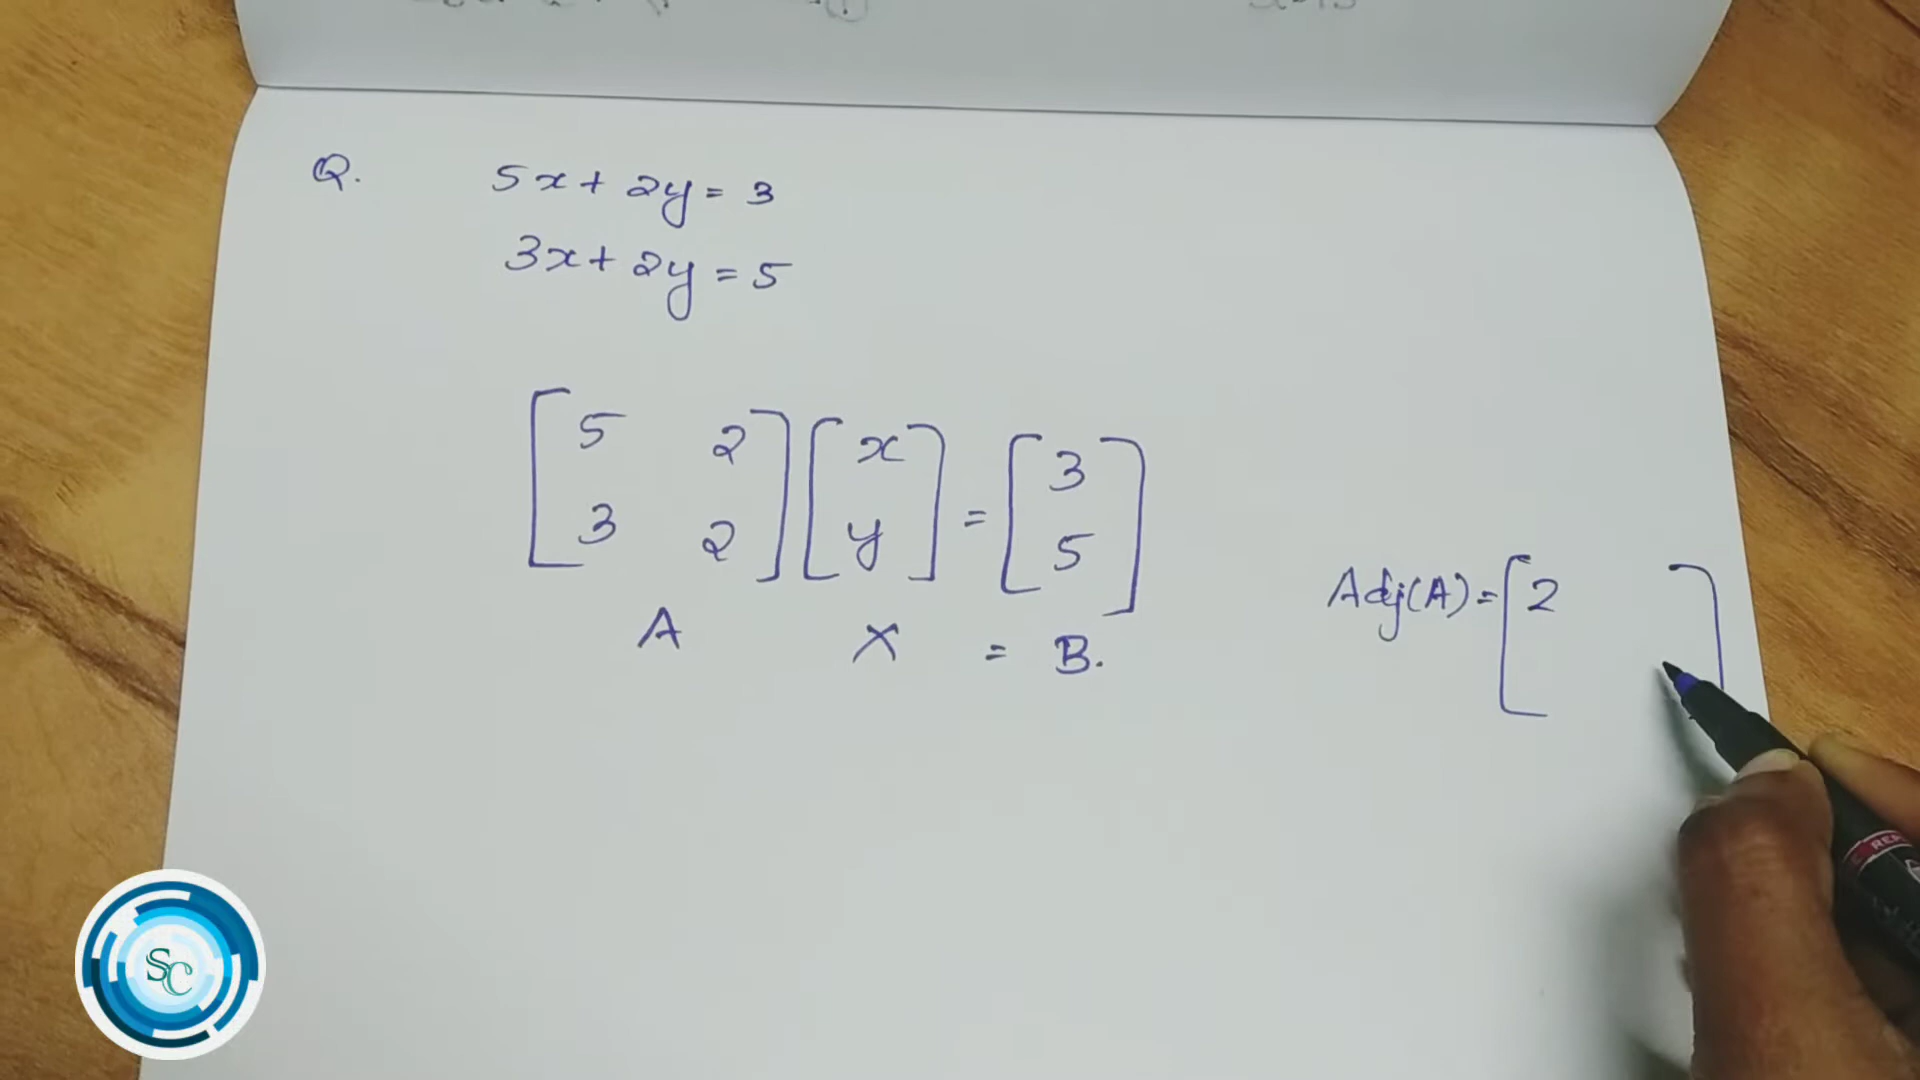 Q. 5x + 2y = 3
3x + 2y = 5
[5 2] [x] = [3]
[3 2] [y] [5]
A X = B.
Adj(A) = [2 ]
SC